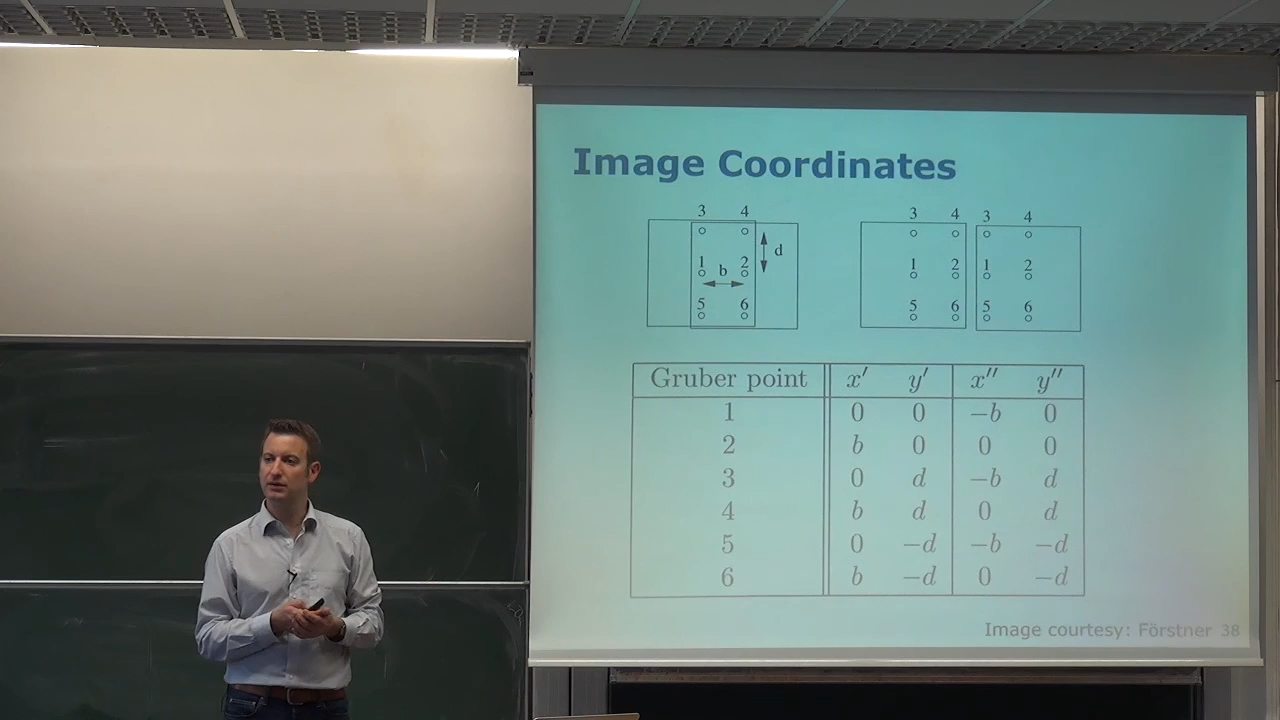 Image Coordinates
3 4
1 b 2 d
5 6
3 4 3 4
1 2 1 2
5 6 5 6
Gruber point x′ y′ x″ y″
1 0 0 −b 0
2 b 0 0 0
3 0 d −b d
4 b d 0 d
5 0 −d −b −d
6 b −d 0 −d
Image courtesy: Förstner 38